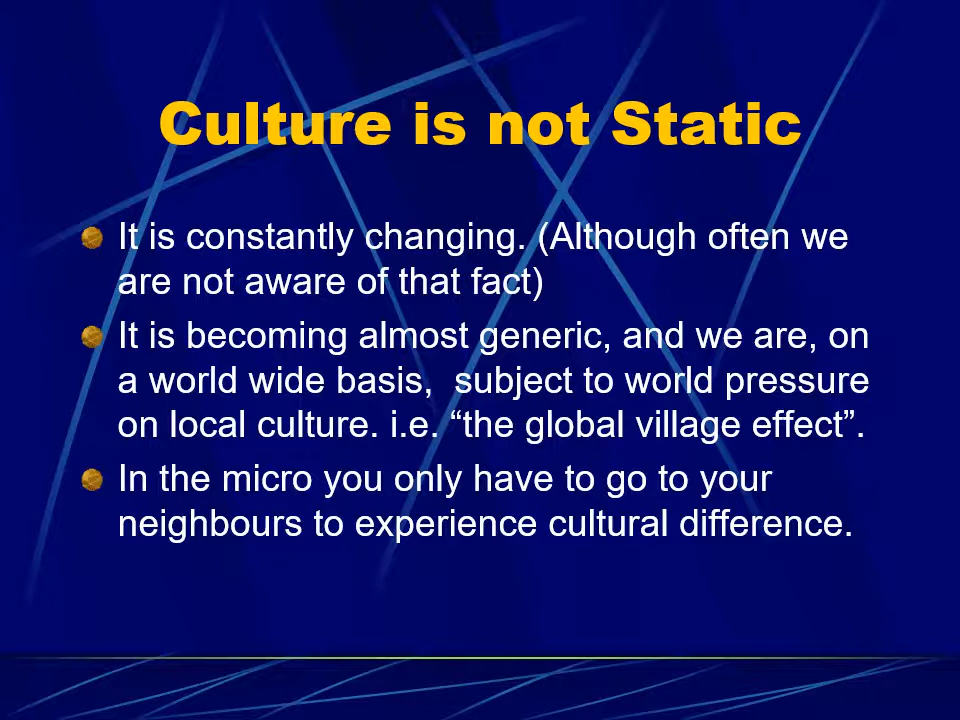 Culture is not Static
It is constantly changing. (Although often we
are not aware of that fact)
It is becoming almost generic, and we are, on
a world wide basis,  subject to world pressure
on local culture. i.e. “the global village effect”.
In the micro you only have to go to your
neighbours to experience cultural difference.